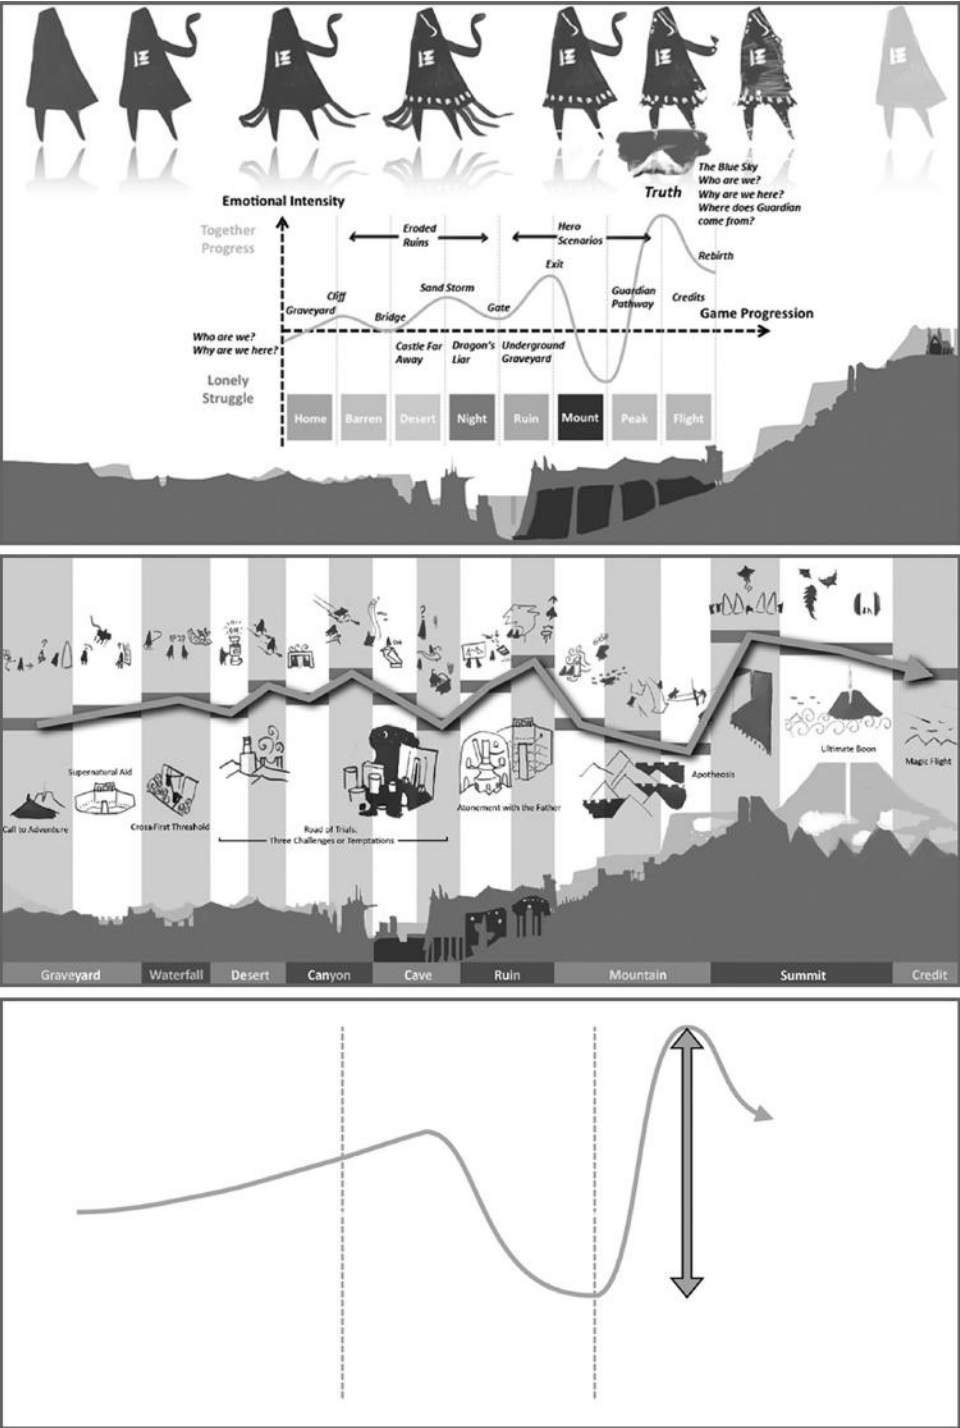 The Blue Sky
Who are we?
Why are we here?
Where does Guardian
come from?
Truth
Emotional Intensity
Together
Progress
Eroded
Ruins
Hero
Scenarios
Rebirth
Exit
Sand Storm
Cliff
Graveyard
Bridge
Gate
Guardian
Pathway
Credits
Game Progression
Who are we?
Why are we here?
Castle Far
Away
Dragon's
Liar
Underground
Graveyard
Lonely
Struggle
Home
Barren
Desert
Night
Ruin
Mount
Peak
Flight
Call to Adventure
Supernatural Aid
Cross-First Threshold
Road of Trials:
Three Challenges or Temptations
Atonement with the Father
Apotheosis
Ultimate Boon
Magic Flight
Graveyard
Waterfall
Desert
Canyon
Cave
Ruin
Mountain
Summit
Credit